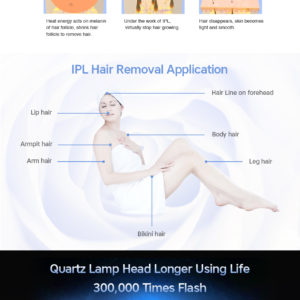 Heat energy acts on melanin
of hair follicle, shrink hair
follicle to remove hair.
Under the work of IPL,
virtually stop hair growing
Hair disappears, skin becomes
light and smooth
IPL Hair Removal Application
Hair Line on forehead
Lip hair
Body hair
Armpit hair
Arm hair
Leg hair
Bikini hair
Quartz Lamp Head Longer Using Life
300,000 Times Flash